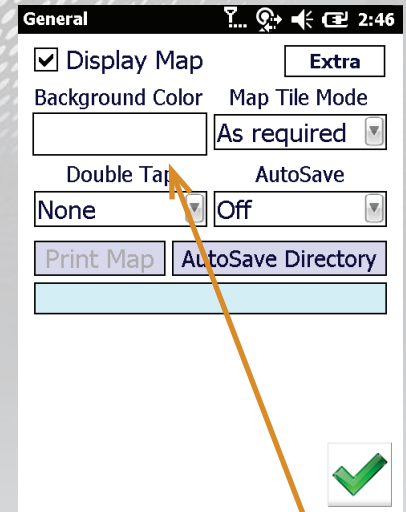 General 2:46
Display Map Extra
Background Color Map Tile Mode
As required
Double Tap AutoSave
None Off
Print Map AutoSave Directory